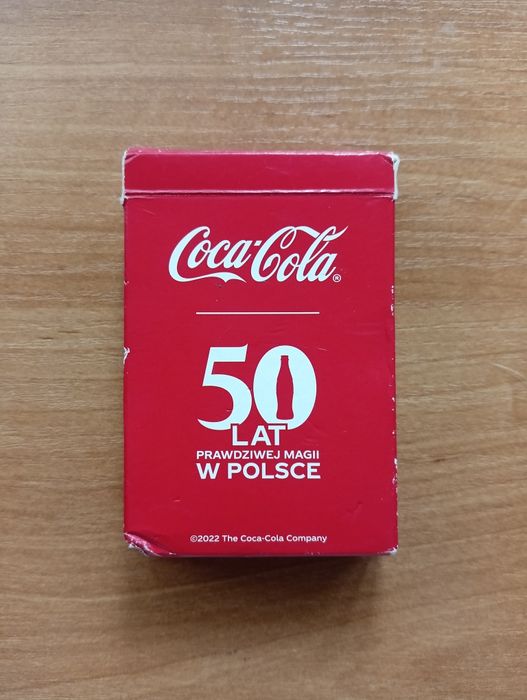 Coca-Cola®
50
LAT
PRAWDZIWEJ MAGII
W POLSCE
©2022 The Coca-Cola Company